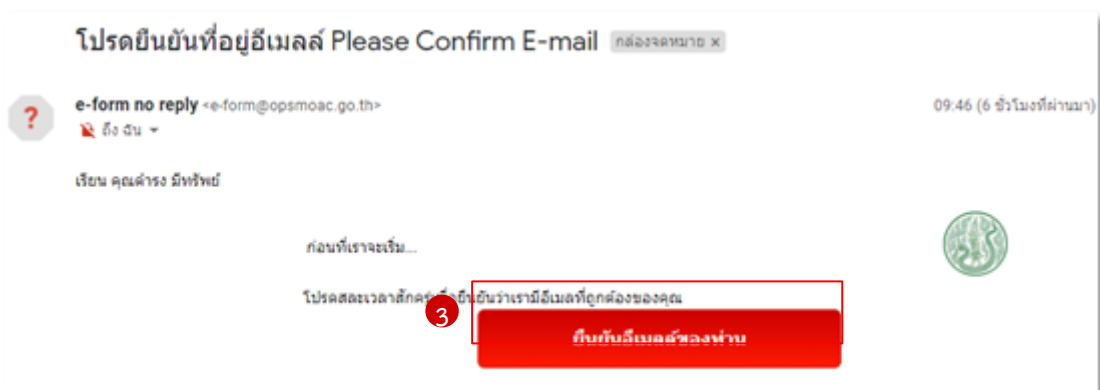 โปรดยืนยันที่อยู่อีเมลล์ Please Confirm E-mail กล่องจดหมาย x
e-form no reply <e-form@opsmoac.go.th> 09:46 (6 ชั่วโมงที่ผ่านมา)
ถึง ฉัน
เรียน คุณดำรง มีทรัพย์
ก่อนที่เราจะเริ่ม...
โปรดสละเวลาสักครู่เพื่อยืนยันว่าเรามีอีเมลที่ถูกต้องของคุณ
3
ยืนยันอีเมลล์ของท่าน